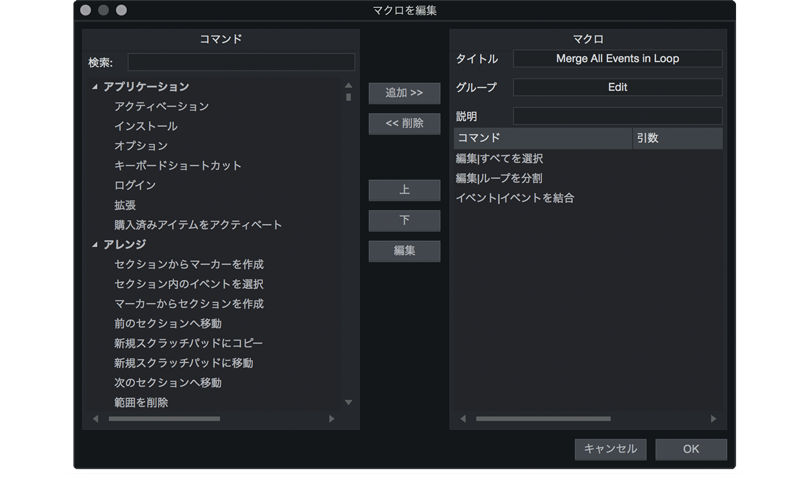 マクロを編集
コマンド
検索:
アプリケーション
アクティベーション
インストール
オプション
キーボードショートカット
ログイン
拡張
購入済みアイテムをアクティベート
アレンジ
セクションからマーカーを作成
セクション内のイベントを選択
マーカーからセクションを作成
前のセクションへ移動
新規スクラッチパッドにコピー
新規スクラッチパッドに移動
次のセクションへ移動
範囲を削除
追加 >>
<< 削除
上
下
編集
マクロ
タイトル Merge All Events in Loop
グループ Edit
説明
コマンド 引数
編集|すべてを選択
編集|ループを分割
イベント|イベントを結合
キャンセル OK